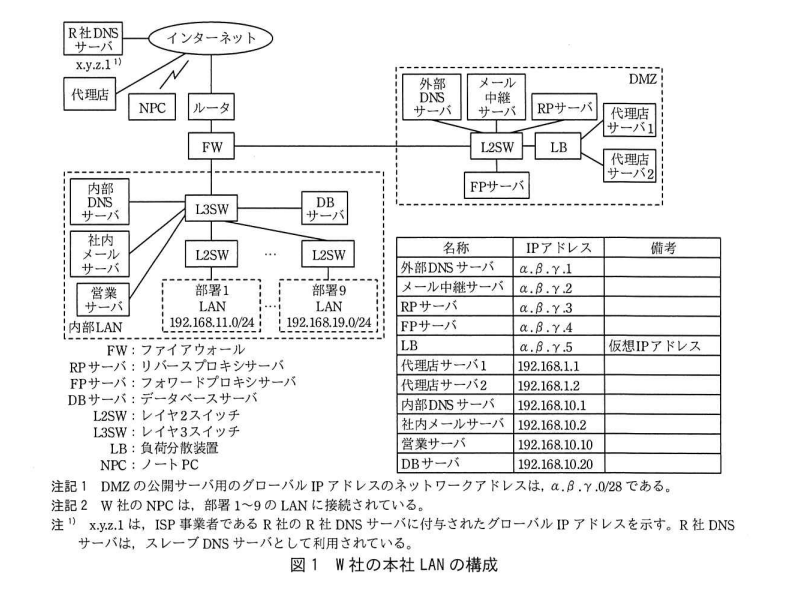 R社DNS
サーバ
x.y.z.1 1)
インターネット
代理店
NPC
ルータ
FW
DMZ
外部
DNS
サーバ
メール
中継
サーバ
RPサーバ
代理店
サーバ1
L2SW
LB
代理店
サーバ2
FPサーバ
内部
DNS
サーバ
L3SW
DB
サーバ
社内
メール
サーバ
L2SW
…
L2SW
営業
サーバ
部署1
LAN
192.168.11.0/24
…
部署9
LAN
192.168.19.0/24
内部LAN
名称 IPアドレス 備考
外部DNSサーバ α.β.γ.1
メール中継サーバ α.β.γ.2
RPサーバ α.β.γ.3
FPサーバ α.β.γ.4
LB α.β.γ.5 仮想IPアドレス
代理店サーバ1 192.168.1.1
代理店サーバ2 192.168.1.2
内部DNSサーバ 192.168.10.1
社内メールサーバ 192.168.10.2
営業サーバ 192.168.10.10
DBサーバ 192.168.10.20
FW：ファイアウォール
RPサーバ：リバースプロキシサーバ
FPサーバ：フォワードプロキシサーバ
DBサーバ：データベースサーバ
L2SW：レイヤ2スイッチ
L3SW：レイヤ3スイッチ
LB：負荷分散装置
NPC：ノートPC
注記1 DMZの公開サーバ用のグローバルIPアドレスのネットワークアドレスは，α.β.γ.0/28である。
注記2 W社のNPCは，部署1〜9のLANに接続されている。
注1) x.y.z.1は，ISP事業者であるR社のR社DNSサーバに付与されたグローバルIPアドレスを示す。R社DNS
サーバは，スレーブDNSサーバとして利用されている。
図1 W社の本社LANの構成